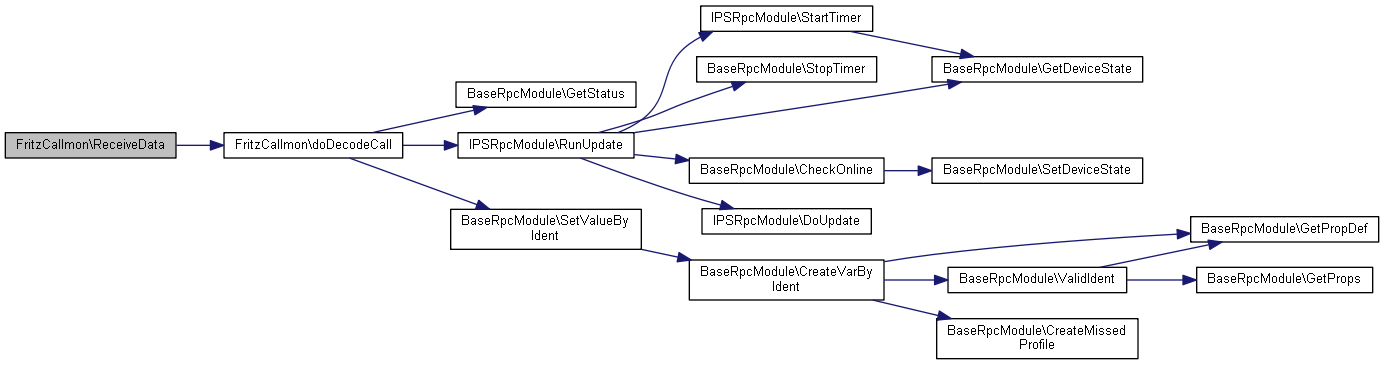 IPSRpcModule\StartTimer
BaseRpcModule\StopTimer
BaseRpcModule\GetDeviceState
BaseRpcModule\GetStatus
FritzCallmon\ReceiveData
FritzCallmon\doDecodeCall
IPSRpcModule\RunUpdate
BaseRpcModule\CheckOnline
BaseRpcModule\SetDeviceState
BaseRpcModule\SetValueBy
Ident
IPSRpcModule\DoUpdate
BaseRpcModule\GetPropDef
BaseRpcModule\CreateVarBy
Ident
BaseRpcModule\ValidIdent
BaseRpcModule\GetProps
BaseRpcModule\CreateMissed
Profile